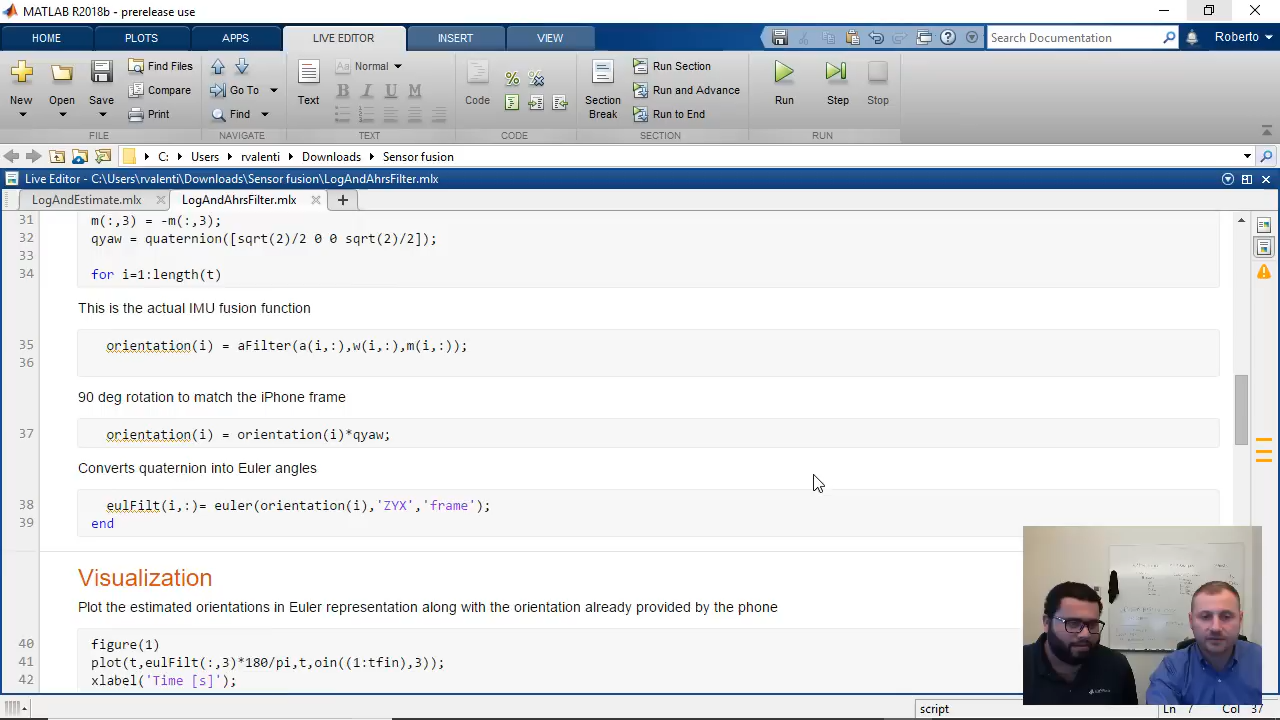 MATLAB R2018b - prerelease use
HOME PLOTS APPS LIVE EDITOR INSERT VIEW Search Documentation Roberto
New Open Save Find Files Compare Print
FILE
Go To Find
NAVIGATE
Text Aa Normal B I U M
TEXT
Code
CODE
Section Break Run Section Run and Advance Run to End
SECTION
Run Step Stop
RUN
C: Users rvalenti Downloads Sensor fusion
Live Editor - C:\Users\rvalenti\Downloads\Sensor fusion\LogAndAhrsFilter.mlx
LogAndEstimate.mlx LogAndAhrsFilter.mlx
31 m(:,3) = -m(:,3);
32 qyaw = quaternion([sqrt(2)/2 0 0 sqrt(2)/2]);
33
34 for i=1:length(t)
This is the actual IMU fusion function
35 orientation(i) = aFilter(a(i,:),w(i,:),m(i,:));
36
90 deg rotation to match the iPhone frame
37 orientation(i) = orientation(i)*qyaw;
Converts quaternion into Euler angles
38 eulFilt(i,:)= euler(orientation(i),'ZYX','frame');
39 end
Visualization
Plot the estimated orientations in Euler representation along with the orientation already provided by the phone
40 figure(1)
41 plot(t,eulFilt(:,3)*180/pi,t,oin((1:tfin),3));
42 xlabel('Time [s]');
script Ln 7 Col 37